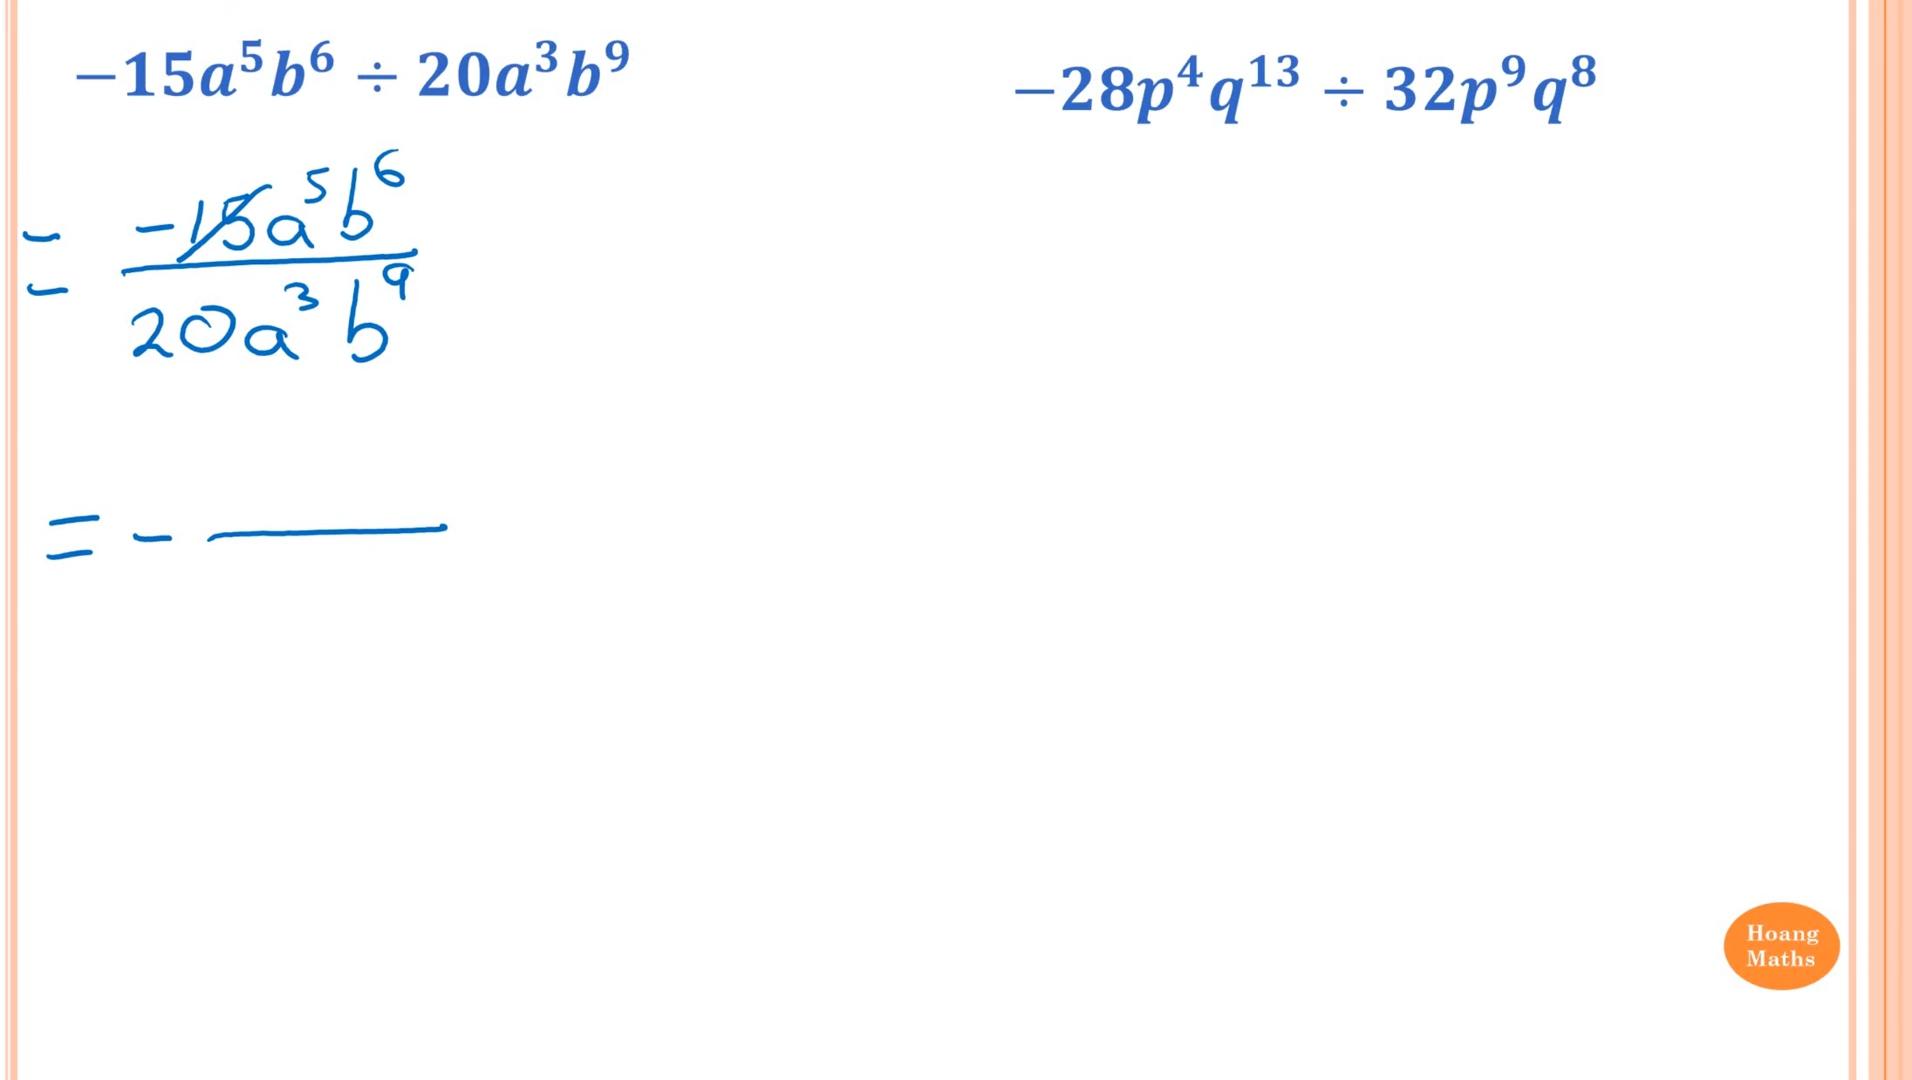 −15a⁵b⁶ ÷ 20a³b⁹
= −15a⁵b⁶
20a³b⁹
= −
−28p⁴q¹³ ÷ 32p⁹q⁸
Hoang
Maths